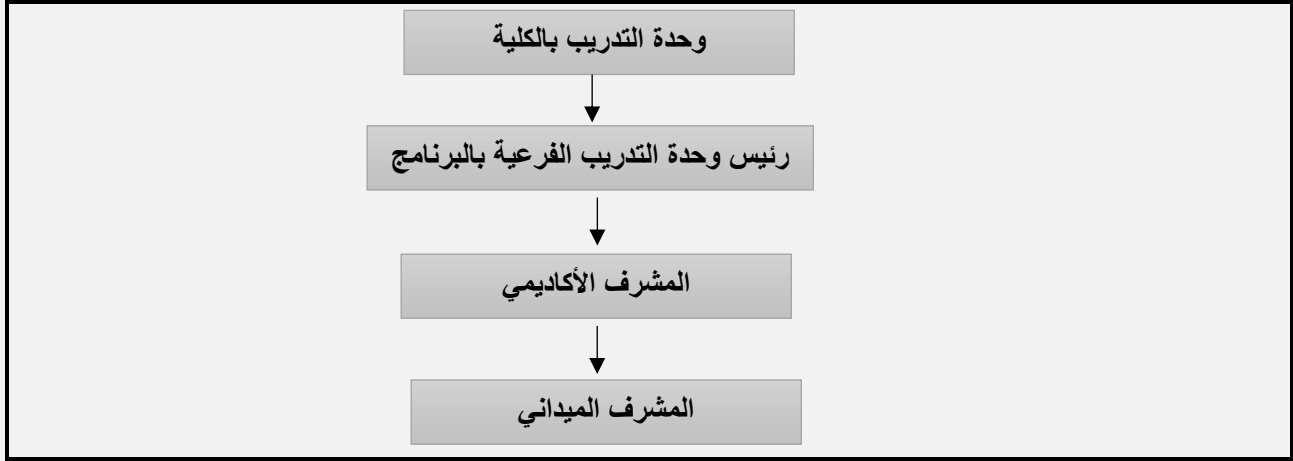 وحدة التدريب بالكلية
رئيس وحدة التدريب الفرعية بالبرنامج
المشرف الأكاديمي
المشرف الميداني